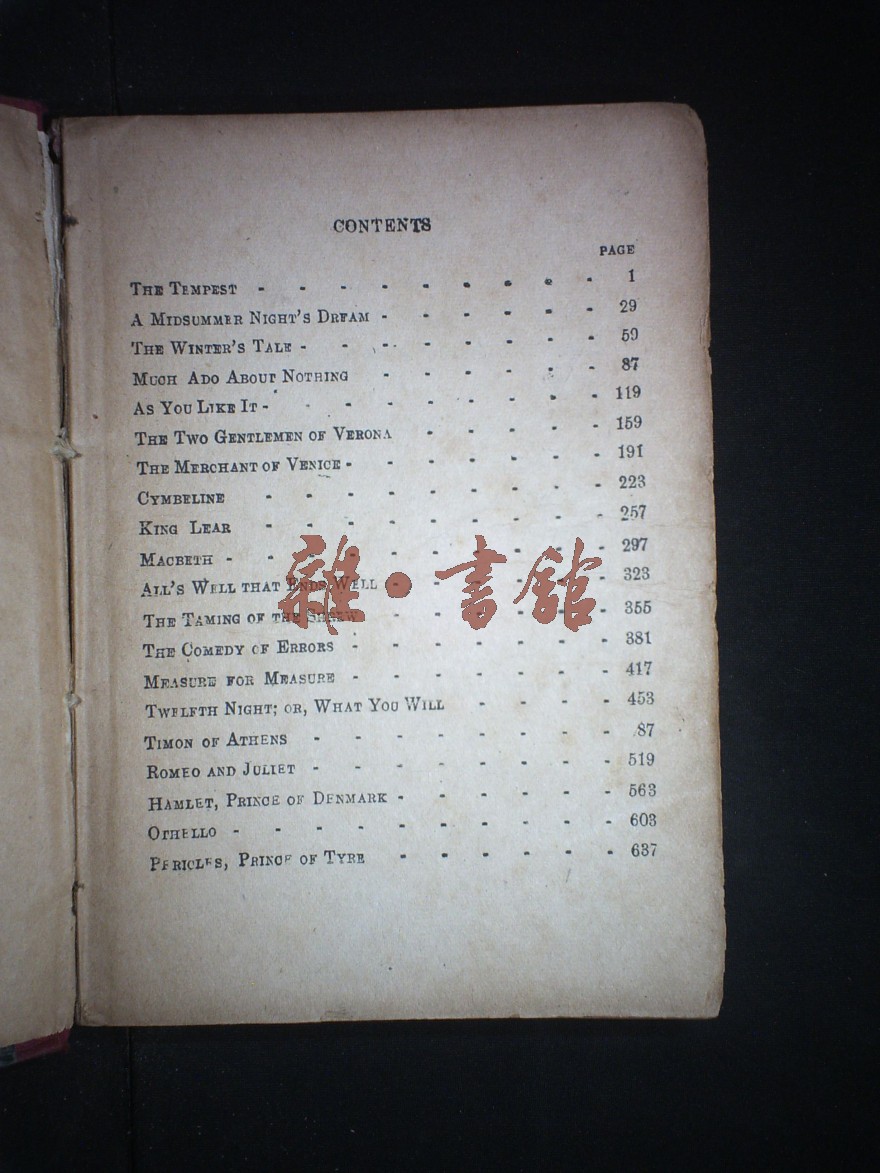 CONTENTS
PAGE
THE TEMPEST - - - - - - - - - 1
A MIDSUMMER NIGHT'S DREAM - - - - - - 29
THE WINTER'S TALE - - - - - - - - 59
MUCH ADO ABOUT NOTHING - - - - - - 87
AS YOU LIKE IT - - - - - - - - - 119
THE TWO GENTLEMEN OF VERONA - - - - - 159
THE MERCHANT OF VENICE - - - - - - - 191
CYMBELINE - - - - - - - - - 223
KING LEAR - - - - - - - - - 257
MACBETH - - - - - - - - - - 297
ALL'S WELL THAT ENDS WELL - - - - - - 323
THE TAMING OF THE SHREW - - - - - - 355
THE COMEDY OF ERRORS - - - - - - - 381
MEASURE FOR MEASURE - - - - - - - 417
TWELFTH NIGHT; OR, WHAT YOU WILL - - - - 453
TIMON OF ATHENS - - - - - - - - 87
ROMEO AND JULIET - - - - - - - - 519
HAMLET, PRINCE OF DENMARK - - - - - - 563
OTHELLO - - - - - - - - - - 603
PERICLES, PRINCE OF TYRE - - - - - - 637
雜·書館